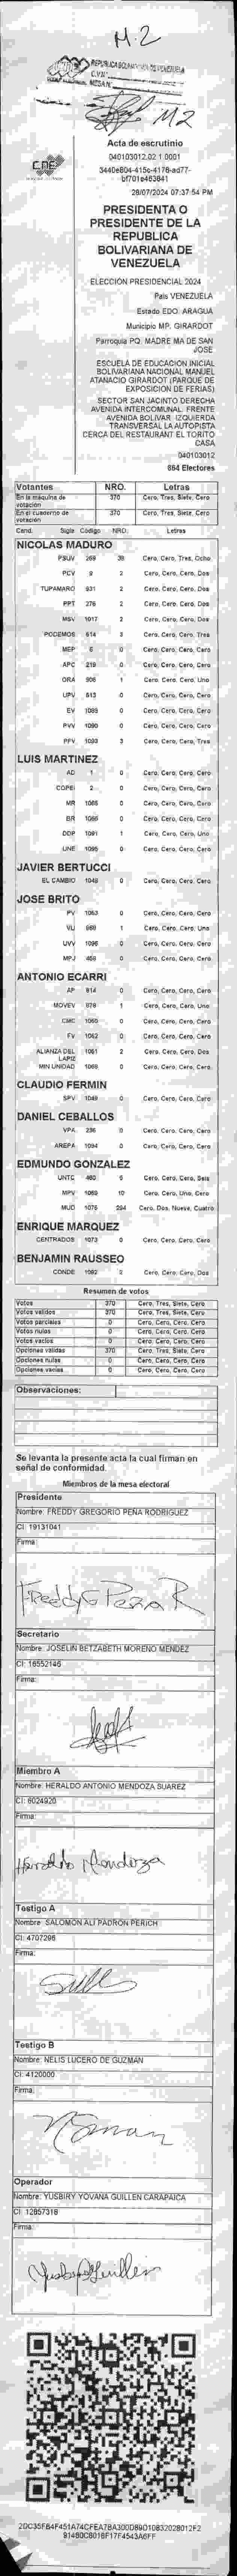 M.2
REPUBLICA BOLIVARIANA DE VENEZUELA
M2
Acta de escrutinio
040103012.02.1.0001
3440e804-415c-4178-ad77-
bf701e463841
28/07/2024 07:37:54 PM
CNE
PRESIDENTA O
PRESIDENTE DE LA
REPUBLICA
BOLIVARIANA DE
VENEZUELA
ELECCIÓN PRESIDENCIAL 2024
País VENEZUELA
Estado EDO. ARAGUA
Municipio MP. GIRARDOT
Parroquia PQ. MADRE MA DE SAN
JOSE
ESCUELA DE EDUCACION INICIAL
BOLIVARIANA NACIONAL MANUEL
ATANACIO GIRARDOT (PARQUE DE
EXPOSICION DE FERIAS)
SECTOR SAN JACINTO DERECHA
AVENIDA INTERCOMUNAL. FRENTE
AVENIDA BOLIVAR. IZQUIERDA
TRANSVERSAL LA AUTOPISTA
CERCA DEL RESTAURANT EL TORITO
CASA
040103012
684 Electores
Votantes NRO. Letras
En la máquina de votación 370 Cero, Tres, Siete, Cero
En el cuaderno de votación 370 Cero, Tres, Siete, Cero
Cand. Sigla Código NRO. Letras
NICOLAS MADURO
PSUV 269 38 Cero, Cero, Tres, Ocho
PCV 9 2 Cero, Cero, Cero, Dos
TUPAMARO 931 2 Cero, Cero, Cero, Dos
PPT 276 2 Cero, Cero, Cero, Dos
MSV 1017 2 Cero, Cero, Cero, Dos
PODEMOS 614 3 Cero, Cero, Cero, Tres
MEP 6 0 Cero, Cero, Cero, Cero
APC 219 0 Cero, Cero, Cero, Cero
ORA 906 1 Cero, Cero, Cero, Uno
UPV 613 0 Cero, Cero, Cero, Cero
EV 1089 0 Cero, Cero, Cero, Cero
PVV 1090 0 Cero, Cero, Cero, Cero
PFV 1093 3 Cero, Cero, Cero, Tres
LUIS MARTINEZ
AD 1 0 Cero, Cero, Cero, Cero
COPEI 2 0 Cero, Cero, Cero, Cero
MR 1065 0 Cero, Cero, Cero, Cero
BR 1066 0 Cero, Cero, Cero, Cero
DDP 1091 1 Cero, Cero, Cero, Uno
UNE 1095 0 Cero, Cero, Cero, Cero
JAVIER BERTUCCI
EL CAMBIO 1049 0 Cero, Cero, Cero, Cero
JOSE BRITO
PV 1063 0 Cero, Cero, Cero, Cero
VU 968 1 Cero, Cero, Cero, Uno
UVV 1096 0 Cero, Cero, Cero, Cero
MPJ 458 0 Cero, Cero, Cero, Cero
ANTONIO ECARRI
AP 914 0 Cero, Cero, Cero, Cero
MOVEV 879 1 Cero, Cero, Cero, Uno
CMC 1060 0 Cero, Cero, Cero, Cero
FV 1062 0 Cero, Cero, Cero, Cero
ALIANZA DEL LAPIZ 1061 2 Cero, Cero, Cero, Dos
MIN UNIDAD 1068 0 Cero, Cero, Cero, Cero
CLAUDIO FERMIN
SPV 1048 0 Cero, Cero, Cero, Cero
DANIEL CEBALLOS
VPA 236 0 Cero, Cero, Cero, Cero
AREPA 1094 0 Cero, Cero, Cero, Cero
EDMUNDO GONZALEZ
UNTC 460 6 Cero, Cero, Cero, Seis
MPV 1069 10 Cero, Cero, Uno, Cero
MUD 1075 294 Cero, Dos, Nueve, Cuatro
ENRIQUE MARQUEZ
CENTRADOS 1073 0 Cero, Cero, Cero, Cero
BENJAMIN RAUSSEO
CONDE 1092 2 Cero, Cero, Cero, Dos
Resumen de votos
Votos 370 Cero, Tres, Siete, Cero
Votos válidos 370 Cero, Tres, Siete, Cero
Votos parciales 0 Cero, Cero, Cero, Cero
Votos nulos 0 Cero, Cero, Cero, Cero
Votos vacíos 0 Cero, Cero, Cero, Cero
Opciones válidas 370 Cero, Tres, Siete, Cero
Opciones nulas 0 Cero, Cero, Cero, Cero
Opciones vacías 0 Cero, Cero, Cero, Cero
Observaciones:
Se levanta la presente acta la cual firman en
señal de conformidad.
Miembros de la mesa electoral
Presidente
Nombre: FREDDY GREGORIO PEÑA RODRIGUEZ
CI: 19131041
Firma:
Freddy G Peña R
Secretario
Nombre: JOSELIN BETZABETH MORENO MENDEZ
CI: 16552146
Firma:
Miembro A
Nombre: HERALDO ANTONIO MENDOZA SUAREZ
CI: 6024920
Firma:
Heraldo Mendoza
Testigo A
Nombre: SALOMON ALI PADRON PERICH
CI: 4707296
Firma:
Testigo B
Nombre: NELIS LUCERO DE GUZMAN
CI: 4120000
Firma:
Operador
Nombre: YUSBIRY YOVANA GUILLEN CARAPAICA
CI: 12857318
Firma: